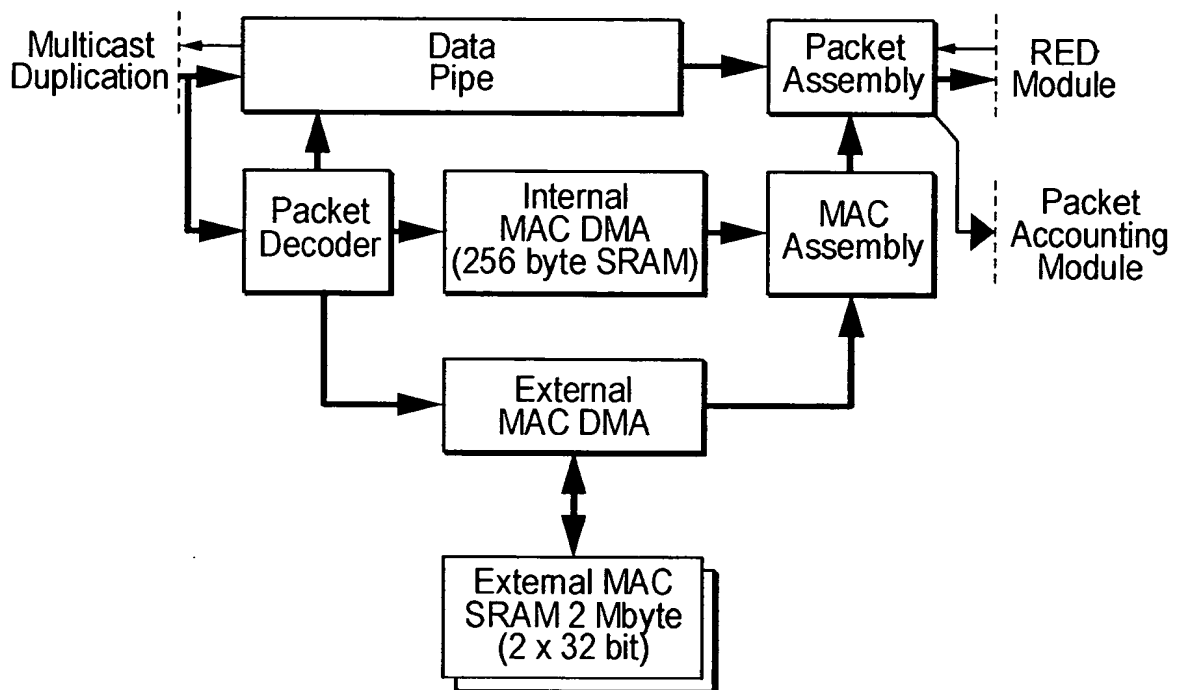 Multicast
Duplication
Data
Pipe
Packet
Assembly
RED
Module
Packet
Decoder
Internal
MAC DMA
(256 byte SRAM)
MAC
Assembly
Packet
Accounting
Module
External
MAC DMA
External MAC
SRAM 2 Mbyte
(2 x 32 bit)